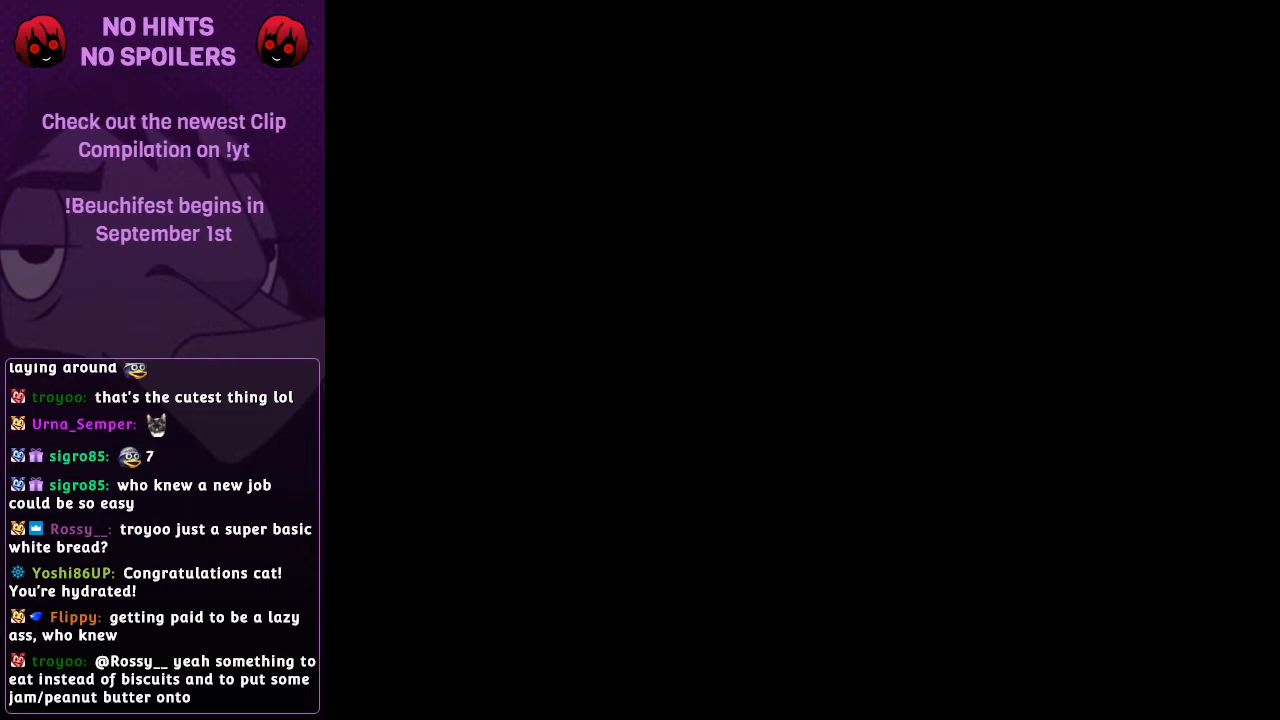 NO HINTS
NO SPOILERS
Check out the newest Clip
Compilation on !yt
!Beuchifest begins in
September 1st
laying around
troyoo: that's the cutest thing lol
Urna_Semper:
sigro85: 7
sigro85: who knew a new job
could be so easy
Rossy__: troyoo just a super basic
white bread?
Yoshi86UP: Congratulations cat!
You're hydrated!
Flippy: getting paid to be a lazy
ass, who knew
troyoo: @Rossy__ yeah something to
eat instead of biscuits and to put some
jam/peanut butter onto